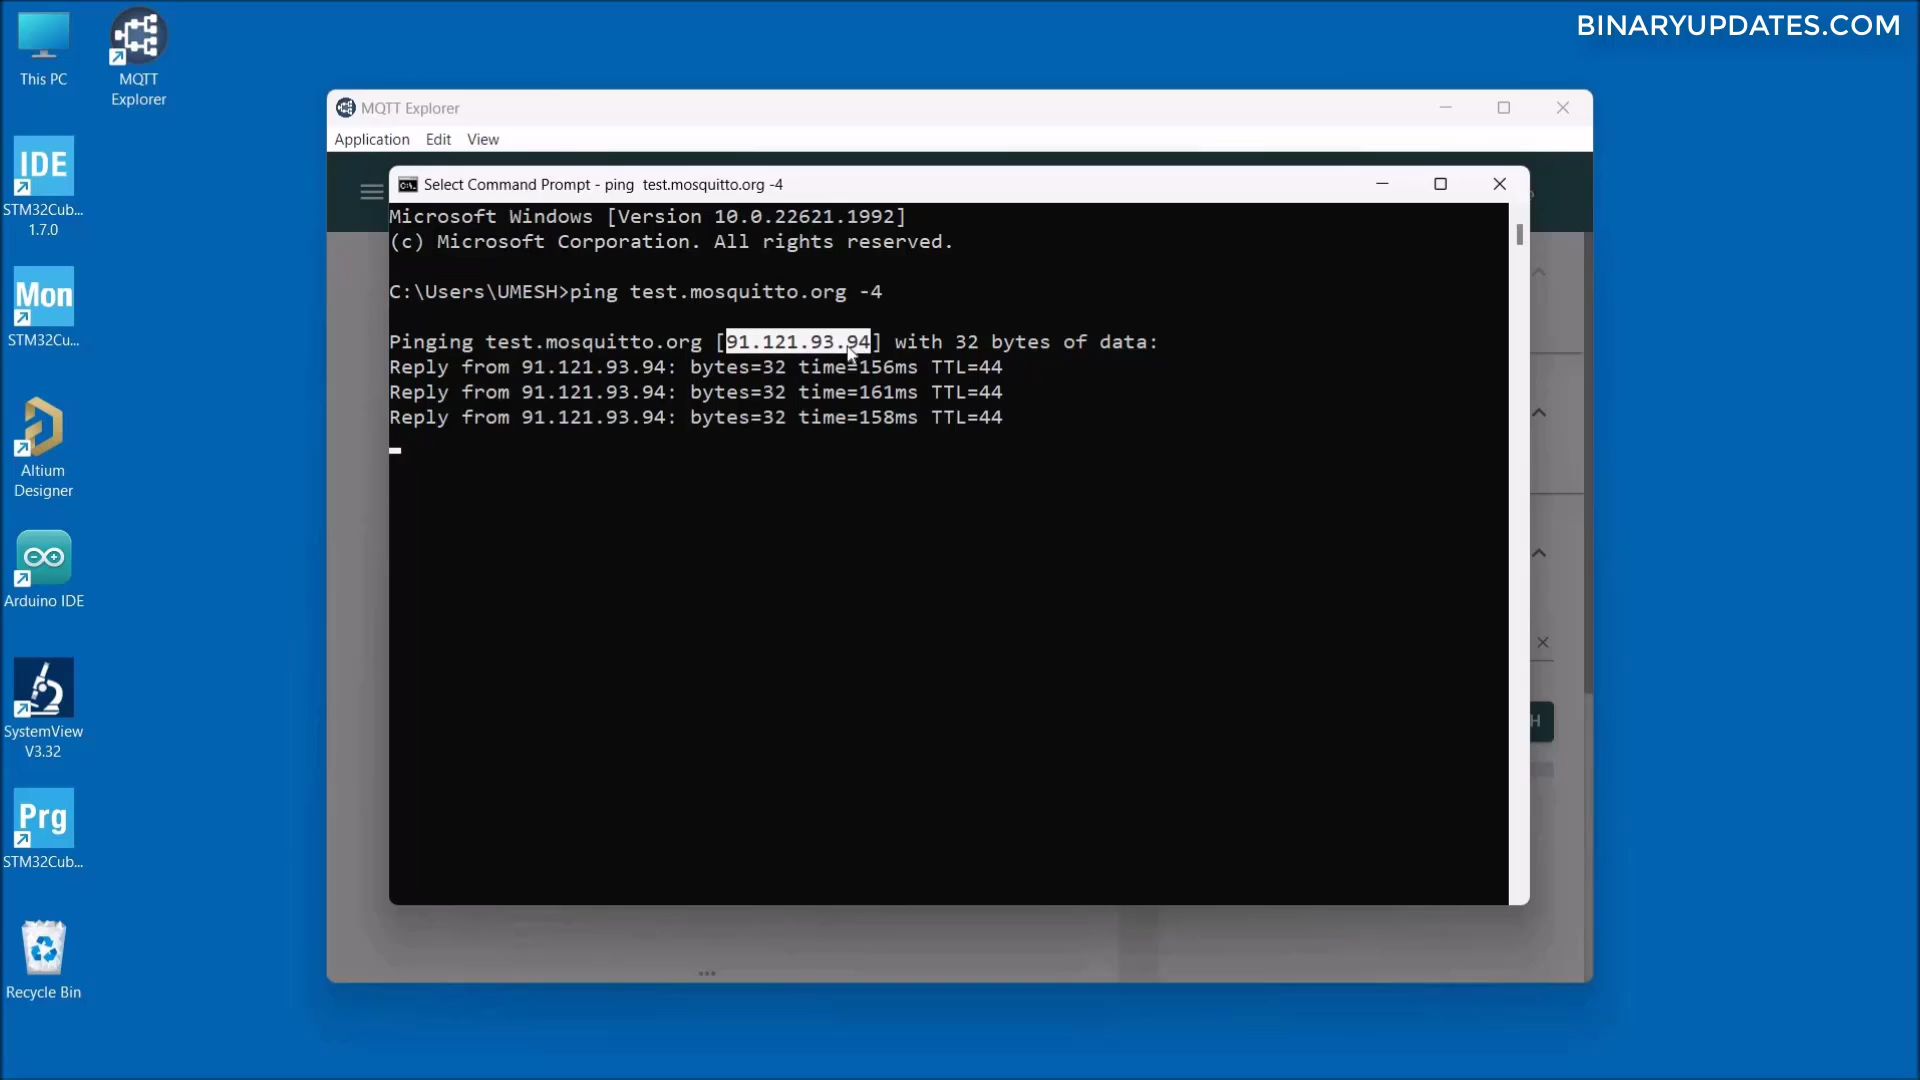 BINARYUPDATES.COM
This PC
MQTT
Explorer
IDE
STM32Cub...
1.7.0
Mon
STM32Cu...
Altium
Designer
Arduino IDE
SystemView
V3.32
Prg
STM32Cub...
Recycle Bin
MQTT Explorer
Application Edit View
Select Command Prompt - ping  test.mosquitto.org -4
Microsoft Windows [Version 10.0.22621.1992]
(c) Microsoft Corporation. All rights reserved.
C:\Users\UMESH>ping test.mosquitto.org -4
Pinging test.mosquitto.org [91.121.93.94] with 32 bytes of data:
Reply from 91.121.93.94: bytes=32 time=156ms TTL=44
Reply from 91.121.93.94: bytes=32 time=161ms TTL=44
Reply from 91.121.93.94: bytes=32 time=158ms TTL=44
H